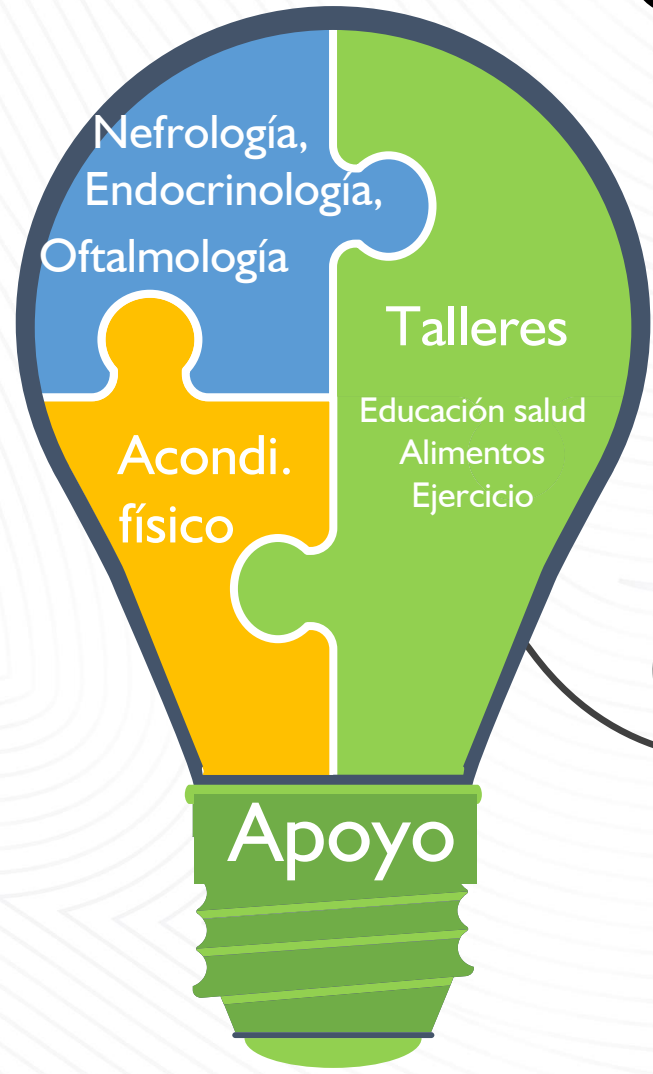 Nefrología,
Endocrinología,
Oftalmología
Talleres
Educación salud
Alimentos
Ejercicio
Acondi.
físico
Apoyo